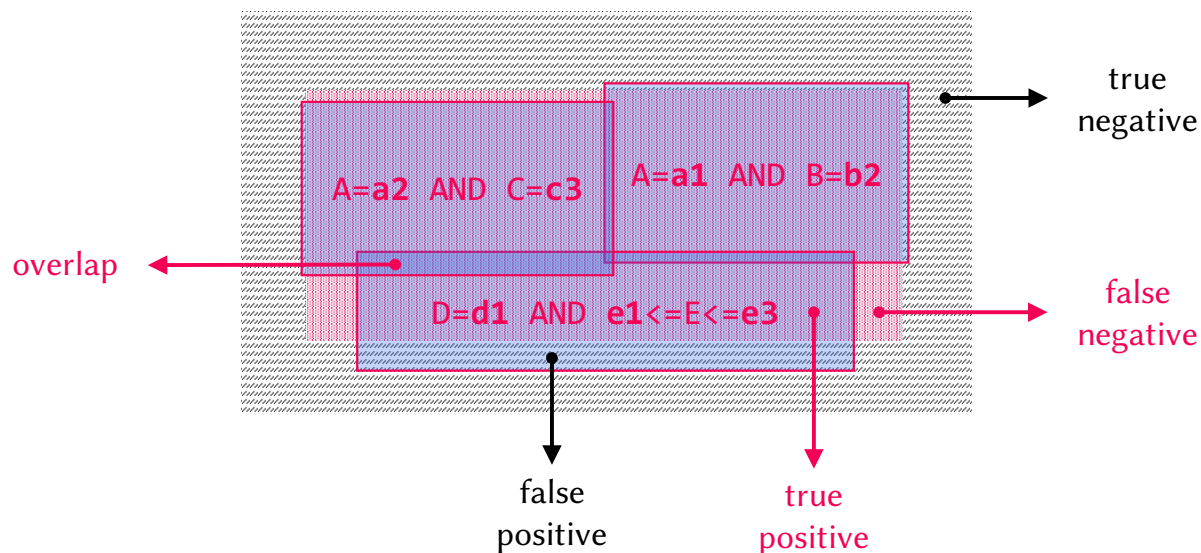 true
negative
A=a2 AND C=c3
A=a1 AND B=b2
overlap
D=d1 AND e1<=E<=e3
false
negative
false
positive
true
positive